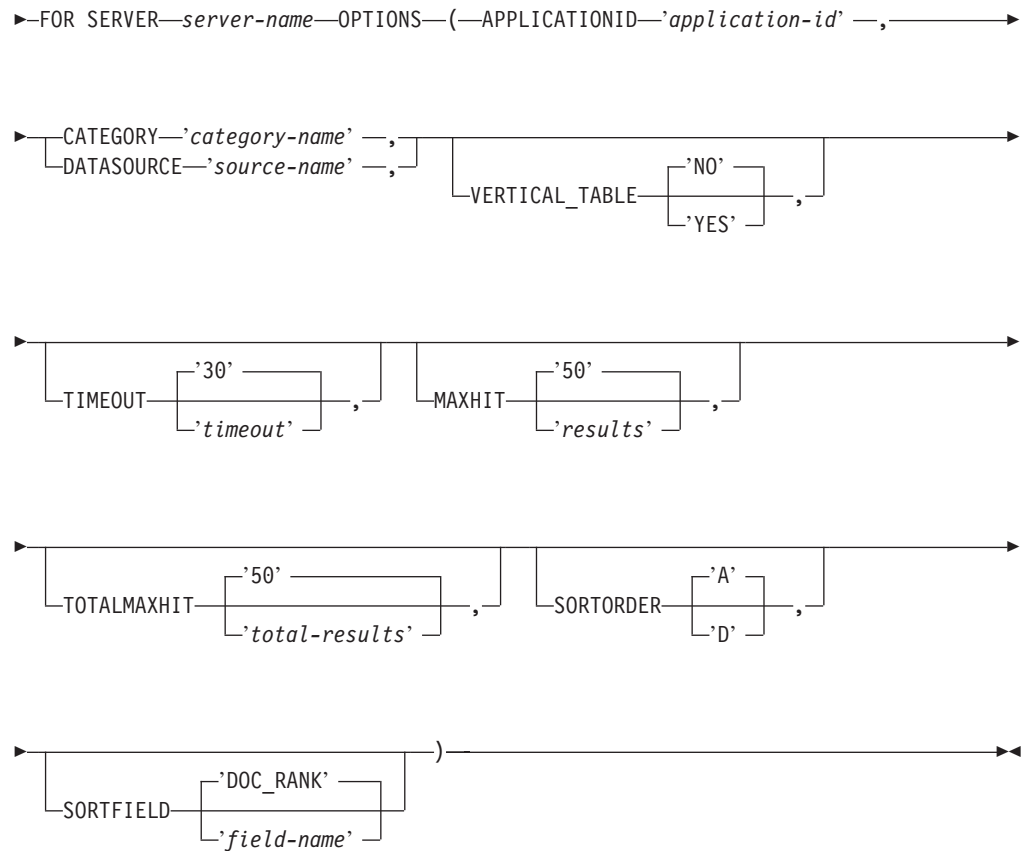 FOR SERVER server-name OPTIONS ( APPLICATIONID ’application-id’ ,
CATEGORY ’category-name’ ,
DATASOURCE ’source-name’ ,
VERTICAL_TABLE ’NO’ ’YES’ ,
TIMEOUT ’30’ ’timeout’ ,
MAXHIT ’50’ ’results’ ,
TOTALMAXHIT ’50’ ’total-results’ ,
SORTORDER ’A’ ’D’ ,
SORTFIELD ’DOC_RANK’ ’field-name’ )